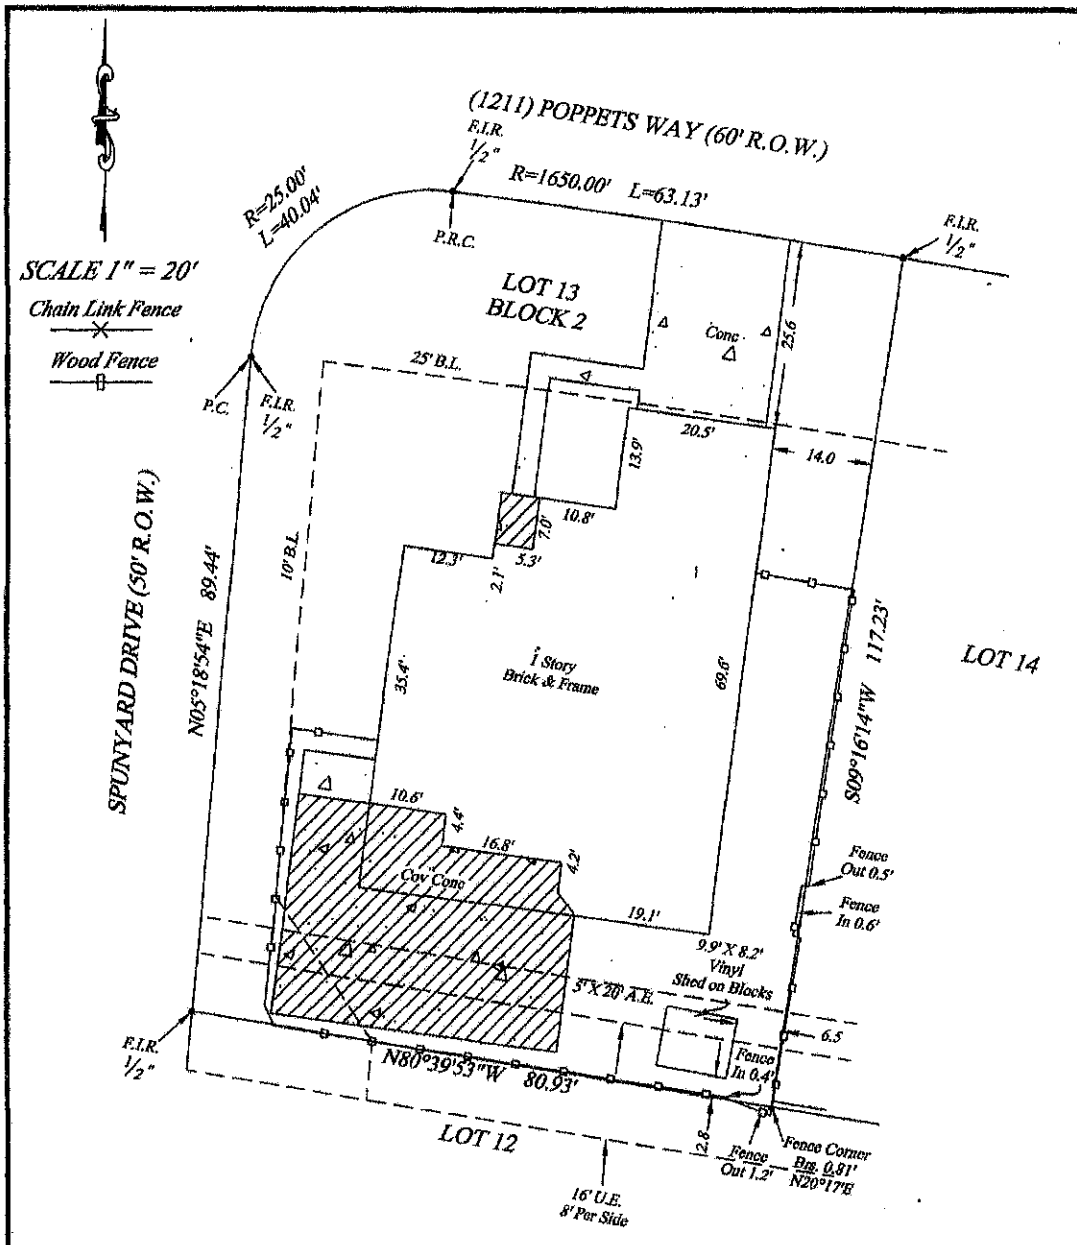 (1211) POPPETS WAY (60' R.O.W.)
F.I.R.
1/2"
R=1650.00' L=63.13'
R=25.00'
L=40.04'
P.R.C.
F.I.R.
1/2"
SCALE 1" = 20'
Chain Link Fence
Wood Fence
LOT 13
BLOCK 2
Conc
25.6
25' B.L.
P.C.
F.I.R.
1/2"
20.5'
13.9'
14.0
10.8'
7.0'
5.3'
12.3'
2.1'
10' B.L.
SPUNYARD DRIVE (50' R.O.W.)
N05°18'54"E 89.44'
35.4'
1 Story
Brick & Frame
69.6'
S09°16'14"W 117.23'
LOT 14
10.6'
4.4'
16.8'
4.2'
Cov Conc
Fence
Out 0.5'
Fence
In 0.6'
19.1'
9.9' X 8.2'
Vinyl
Shed on Blocks
5' X 20' A.E.
6.5
F.I.R.
1/2"
Fence
In 0.4'
N80°39'53"W 80.93'
LOT 12
2.8
Fence
Out 1.2'
Fence Corner
Brs. 0.81'
N20°17'E
16' U.E.
8' Per Side